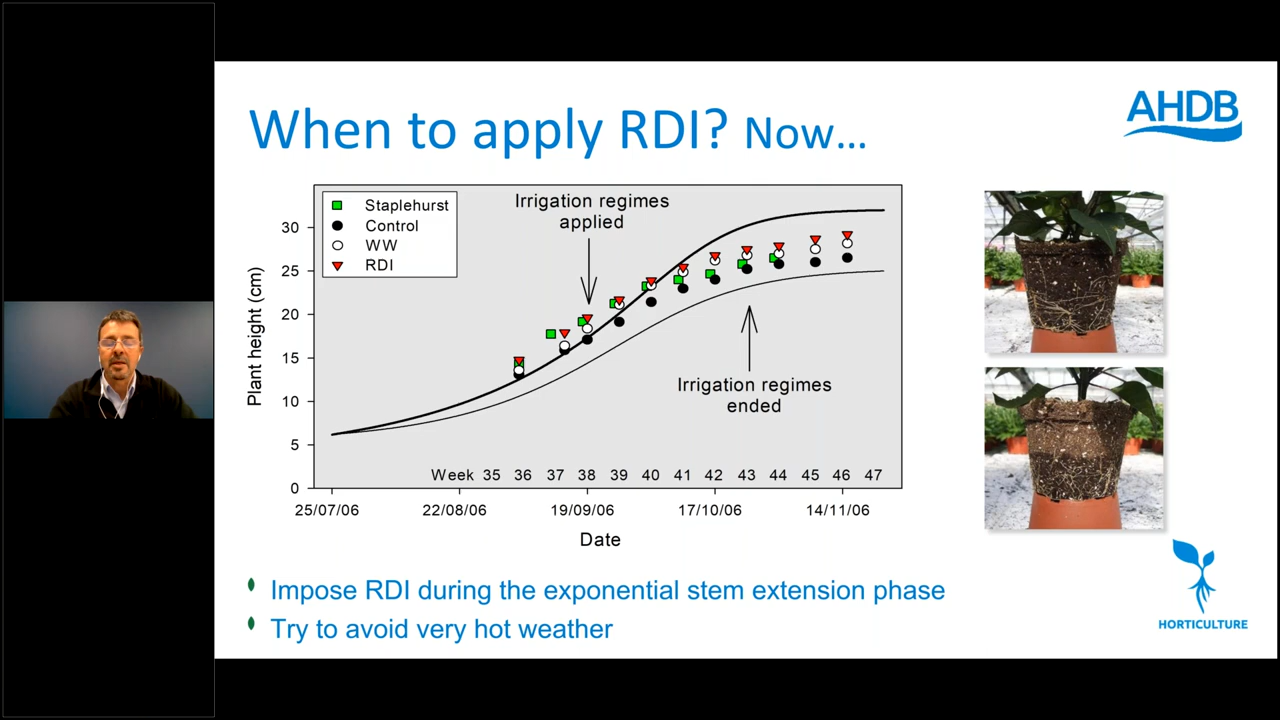 When to apply RDI? Now…
AHDB
Staplehurst
Control
WW
RDI
Irrigation regimes
applied
Irrigation regimes
ended
Plant height (cm)
30
25
20
15
10
5
0
Week 35 36 37 38 39 40 41 42 43 44 45 46 47
25/07/06 22/08/06 19/09/06 17/10/06 14/11/06
Date
Impose RDI during the exponential stem extension phase
Try to avoid very hot weather
HORTICULTURE